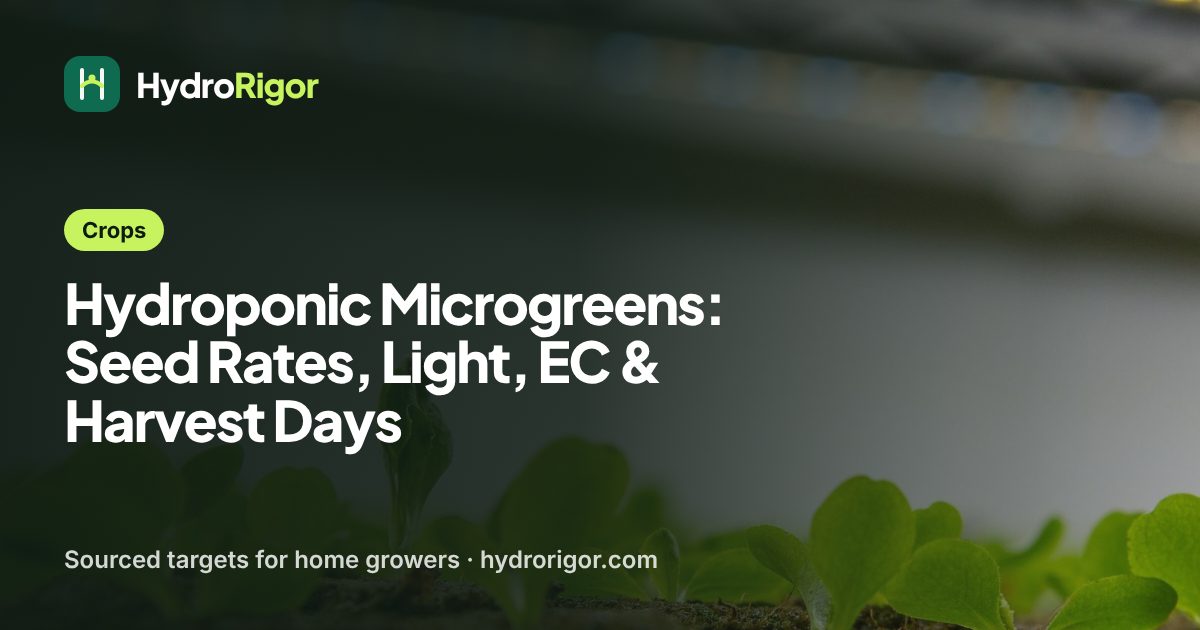 HydroRigor
Crops
Hydroponic Microgreens:
Seed Rates, Light, EC &
Harvest Days
Sourced targets for home growers · hydrorigor.com